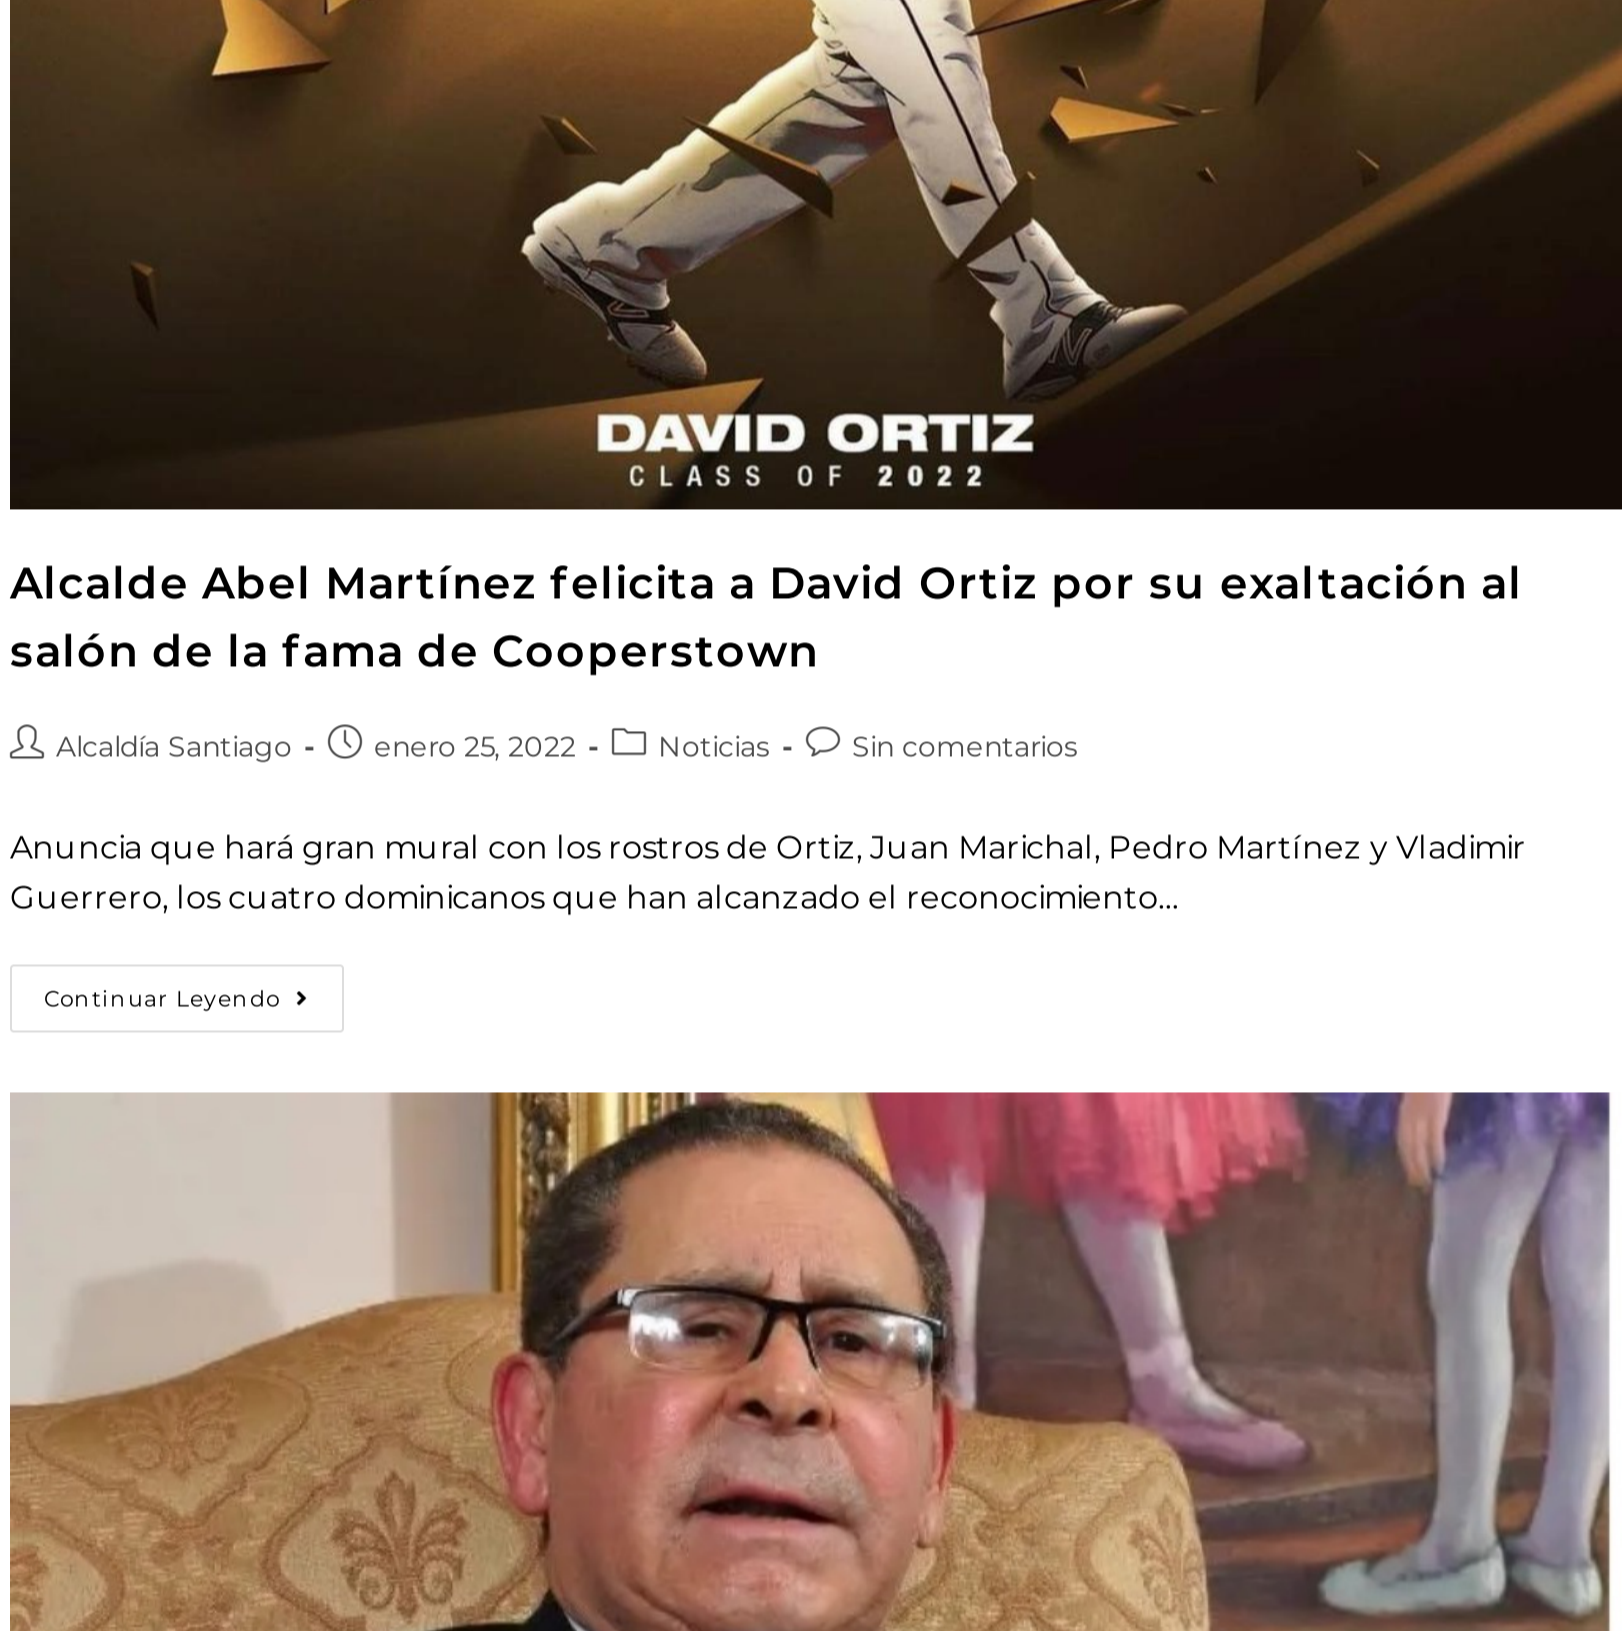 DAVID ORTIZ
CLASS OF 2022
Alcalde Abel Martínez felicita a David Ortiz por su exaltación al
salón de la fama de Cooperstown
Alcaldía Santiago - enero 25, 2022 - Noticias - Sin comentarios
Anuncia que hará gran mural con los rostros de Ortiz, Juan Marichal, Pedro Martínez y Vladimir
Guerrero, los cuatro dominicanos que han alcanzado el reconocimiento...
Continuar Leyendo